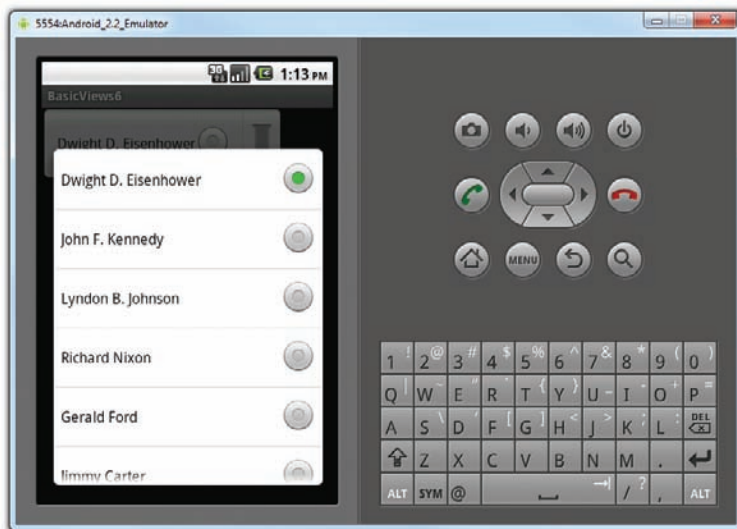 5554:Android_2.2_Emulator
3G 1:13 PM
BasicViews6
Dwight D. Eisenhower
Dwight D. Eisenhower
John F. Kennedy
Lyndon B. Johnson
Richard Nixon
Gerald Ford
Jimmy Carter
MENU
1 ! 2 @ 3 # 4 $ 5 % 6 ^ 7 & 8 * 9 ( 0 )
Q | W ~ E " R ` T { Y } U _ I - O + P =
A S \ D ' F [ G ] H < J > K ; L : DEL
Z X C V B N M .
ALT SYM @ / ? , ALT